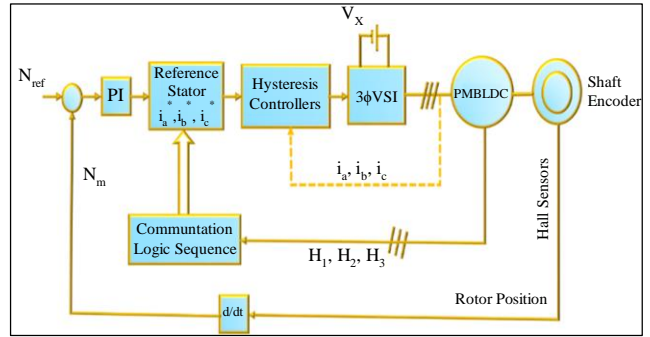 V_X
N_ref
PI
Reference
Stator
i_a^*, i_b^*, i_c^*
Hysteresis
Controllers
3ϕVSI
PMBLDC
Shaft
Encoder
N_m
i_a, i_b, i_c
Hall Sensors
Communtation
Logic Sequence
H_1, H_2, H_3
Rotor Position
d/dt